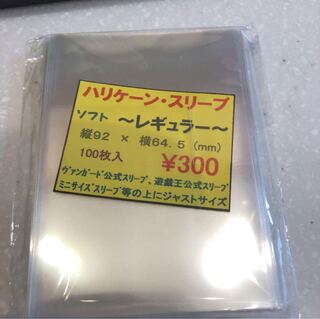 ハリケーン・スリーブ
ソフト ～レギュラー～
縦92 × 横64.5 (mm)
100枚入 ¥300
ヴァンガード公式スリーブ、遊戯王公式スリーブ
ミニサイズスリーブ等の上にジャストサイズ